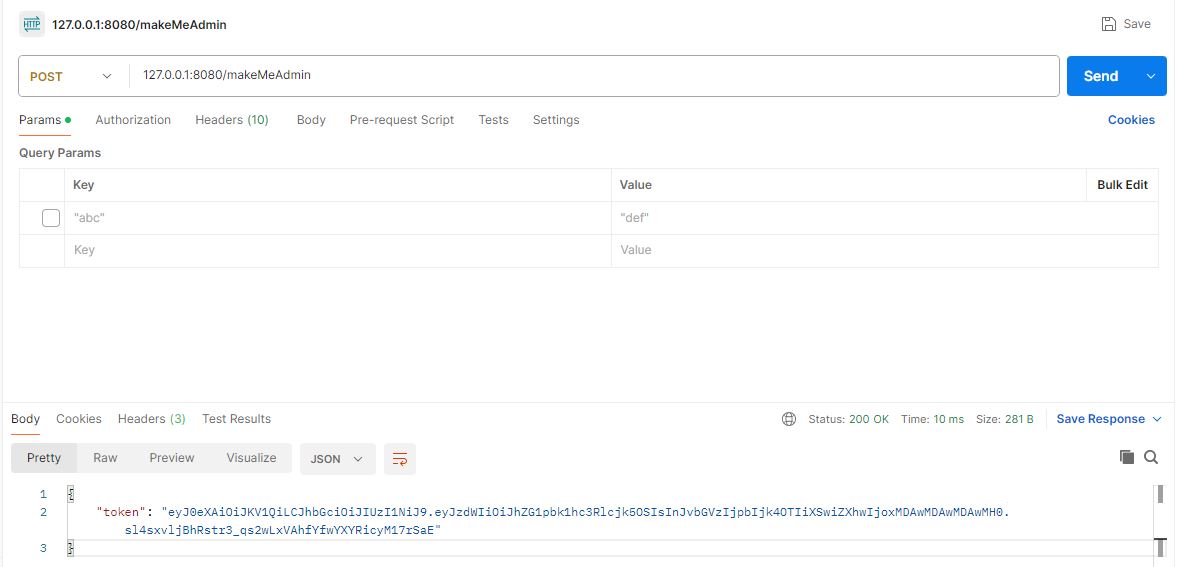 HTTP 127.0.0.1:8080/makeMeAdmin Save
POST 127.0.0.1:8080/makeMeAdmin Send
Params Authorization Headers (10) Body Pre-request Script Tests Settings Cookies
Query Params
Key Value Bulk Edit
"abc" "def"
Key Value
Body Cookies Headers (3) Test Results Status: 200 OK Time: 10 ms Size: 281 B Save Response
Pretty Raw Preview Visualize JSON
1 {
2 "token": "eyJ0eXAiOiJKV1QiLCJhbGciOiJIUzI1NiJ9.eyJzdWIiOiJhZG1pbk1hc3Rlcjk5OSIsInJvbGVzIjpbIjk4OTIiXSwiZXhwIjoxMDAwMDAwMDAwMH0.
sl4sxvljBhRstr3_qs2wLxVAhfYfwYXYRicyM17rSaE"
3 }